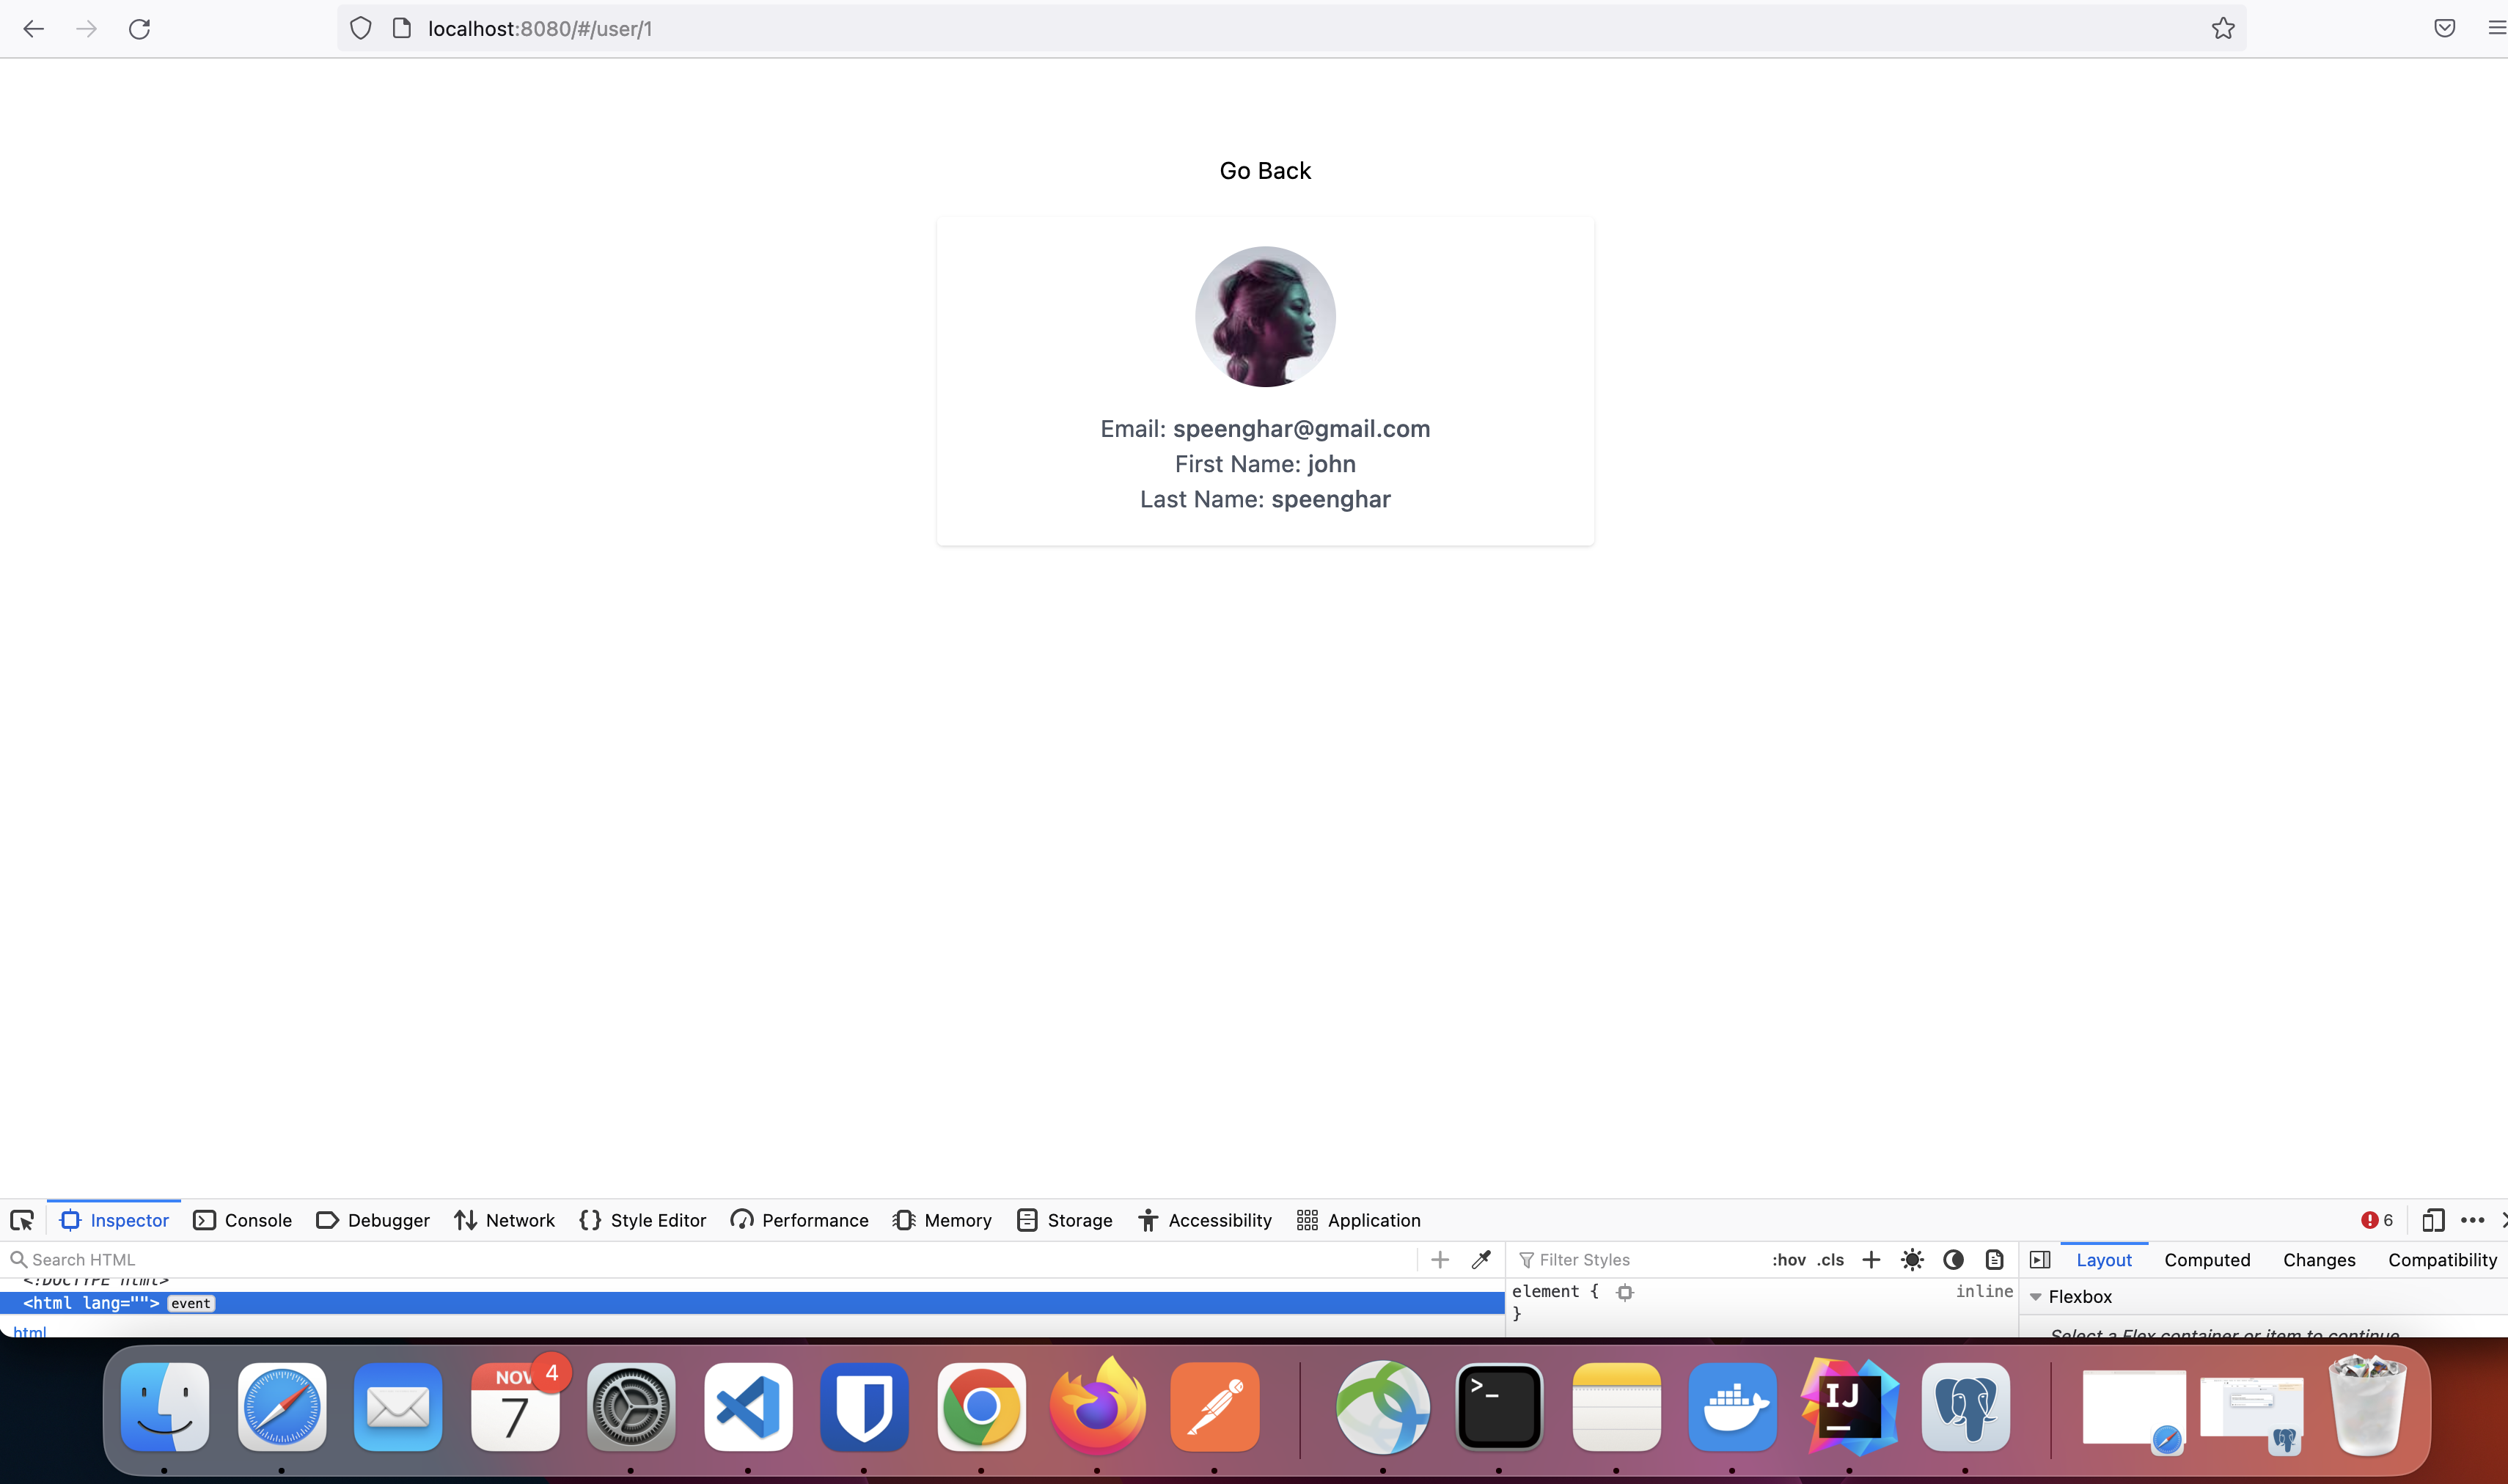 localhost:8080/#/user/1
Go Back
Email: speenghar@gmail.com
First Name: john
Last Name: speenghar
Inspector Console Debugger Network Style Editor Performance Memory Storage Accessibility Application 6
Search HTML
Filter Styles :hov .cls
Layout Computed Changes Compatibility
<!DOCTYPE html>
<html lang=""> event
html
element { inline
}
Flexbox
Select a Flex container or item to continue.
NOV 4
7
>_
IJ